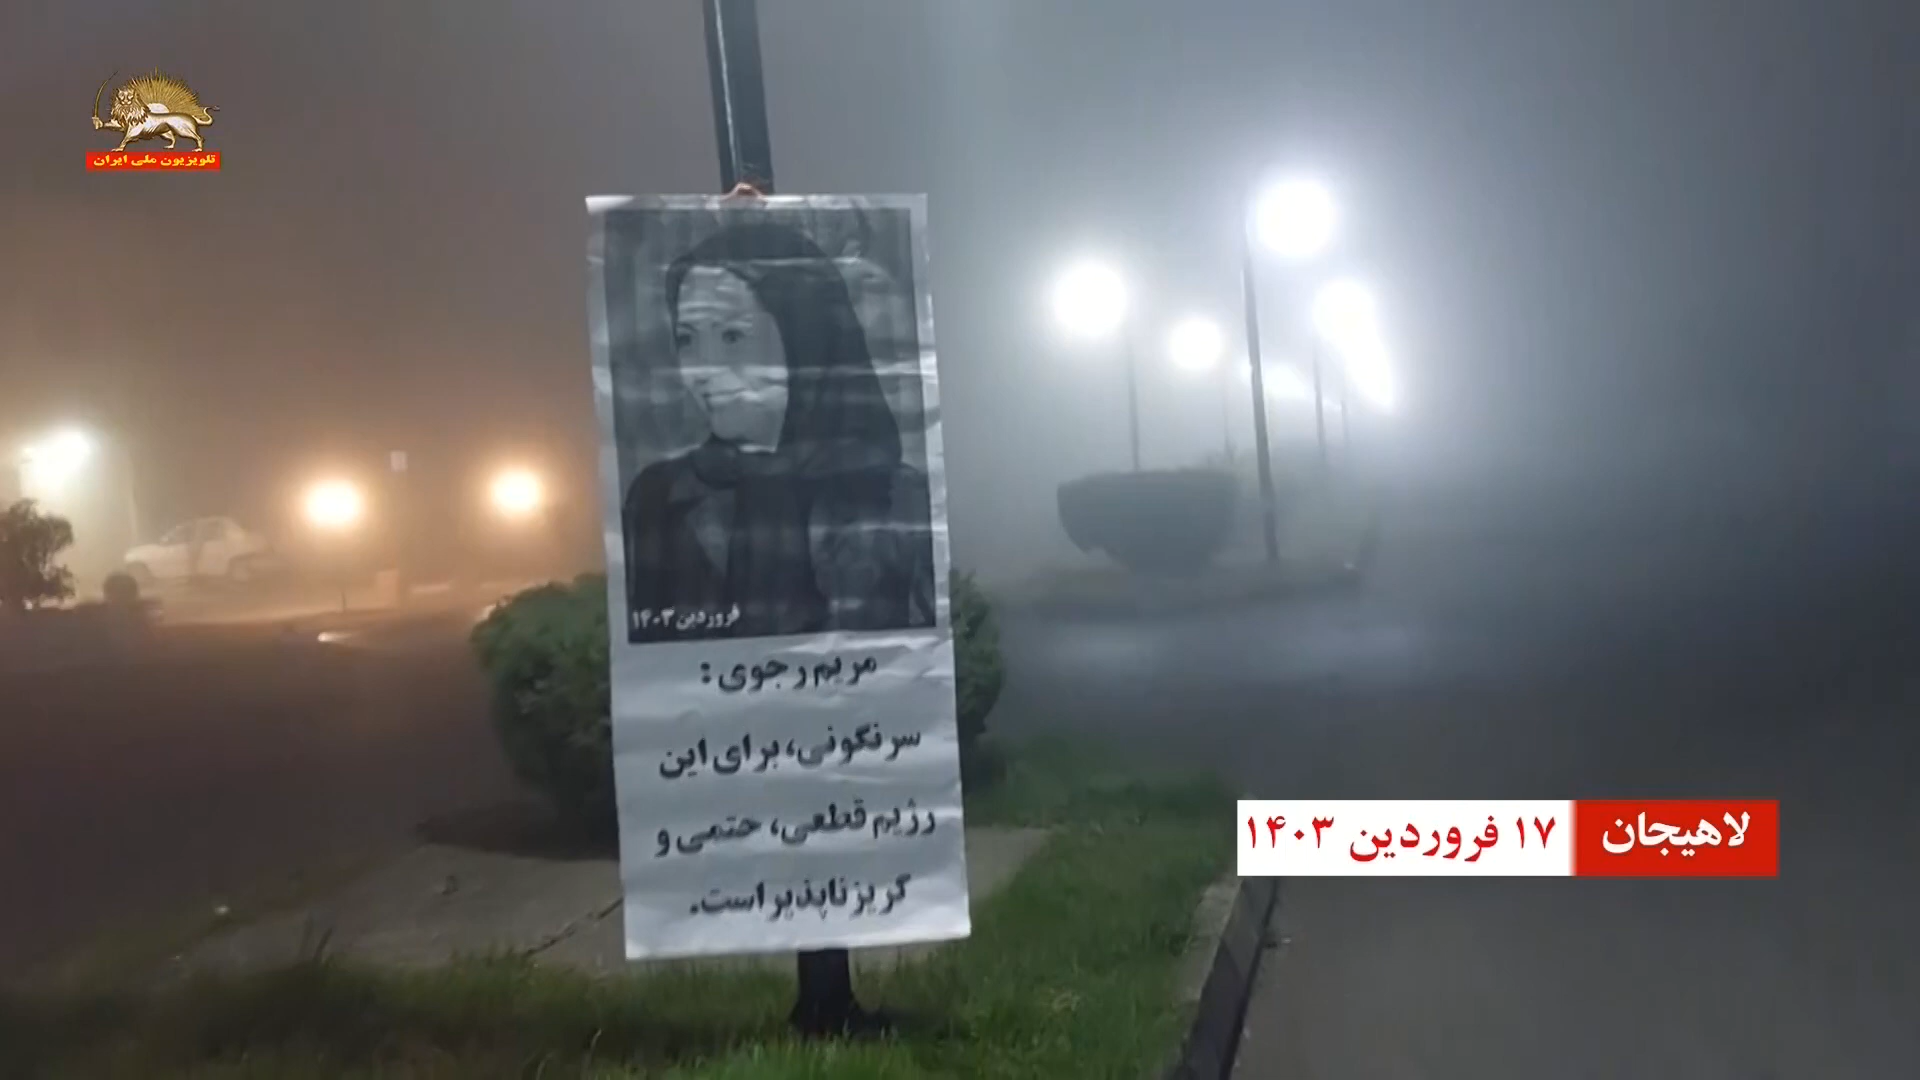 تلویزیون ملی ایران
فروردین ۱۴۰۳
مریم رجوی:
سرنگونی، برای این
رژیم قطعی، حتمی و
گریزناپذیر است.
لاهیجان
۱۷ فروردین ۱۴۰۳